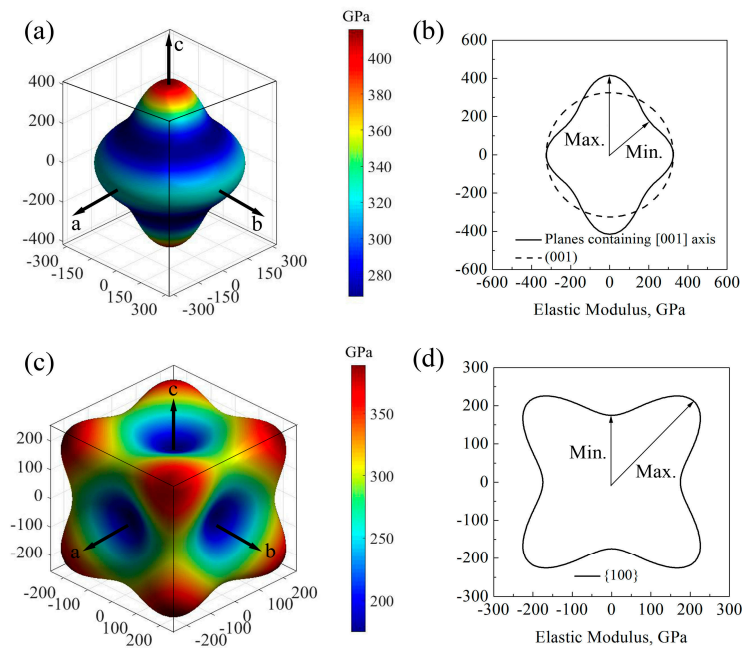 (a)
GPa
c
400
200
0
-200
-400
a
b
-300
-150
0
150
300
-300
-150
0
150
300
400
380
360
340
320
300
280
(b)
600
400
200
0
200
400
600
Max.
Min.
Planes containing [001] axis
(001)
600 400 200 0 200 400 600
Elastic Modulus, GPa
(c)
GPa
c
200
100
0
-100
-200
a
b
-200
-100
0
100
200
-200
-100
0
100
200
350
300
250
200
(d)
300
200
100
0
100
200
300
Min.
Max.
{100}
300 200 100 0 100 200 300
Elastic Modulus, GPa